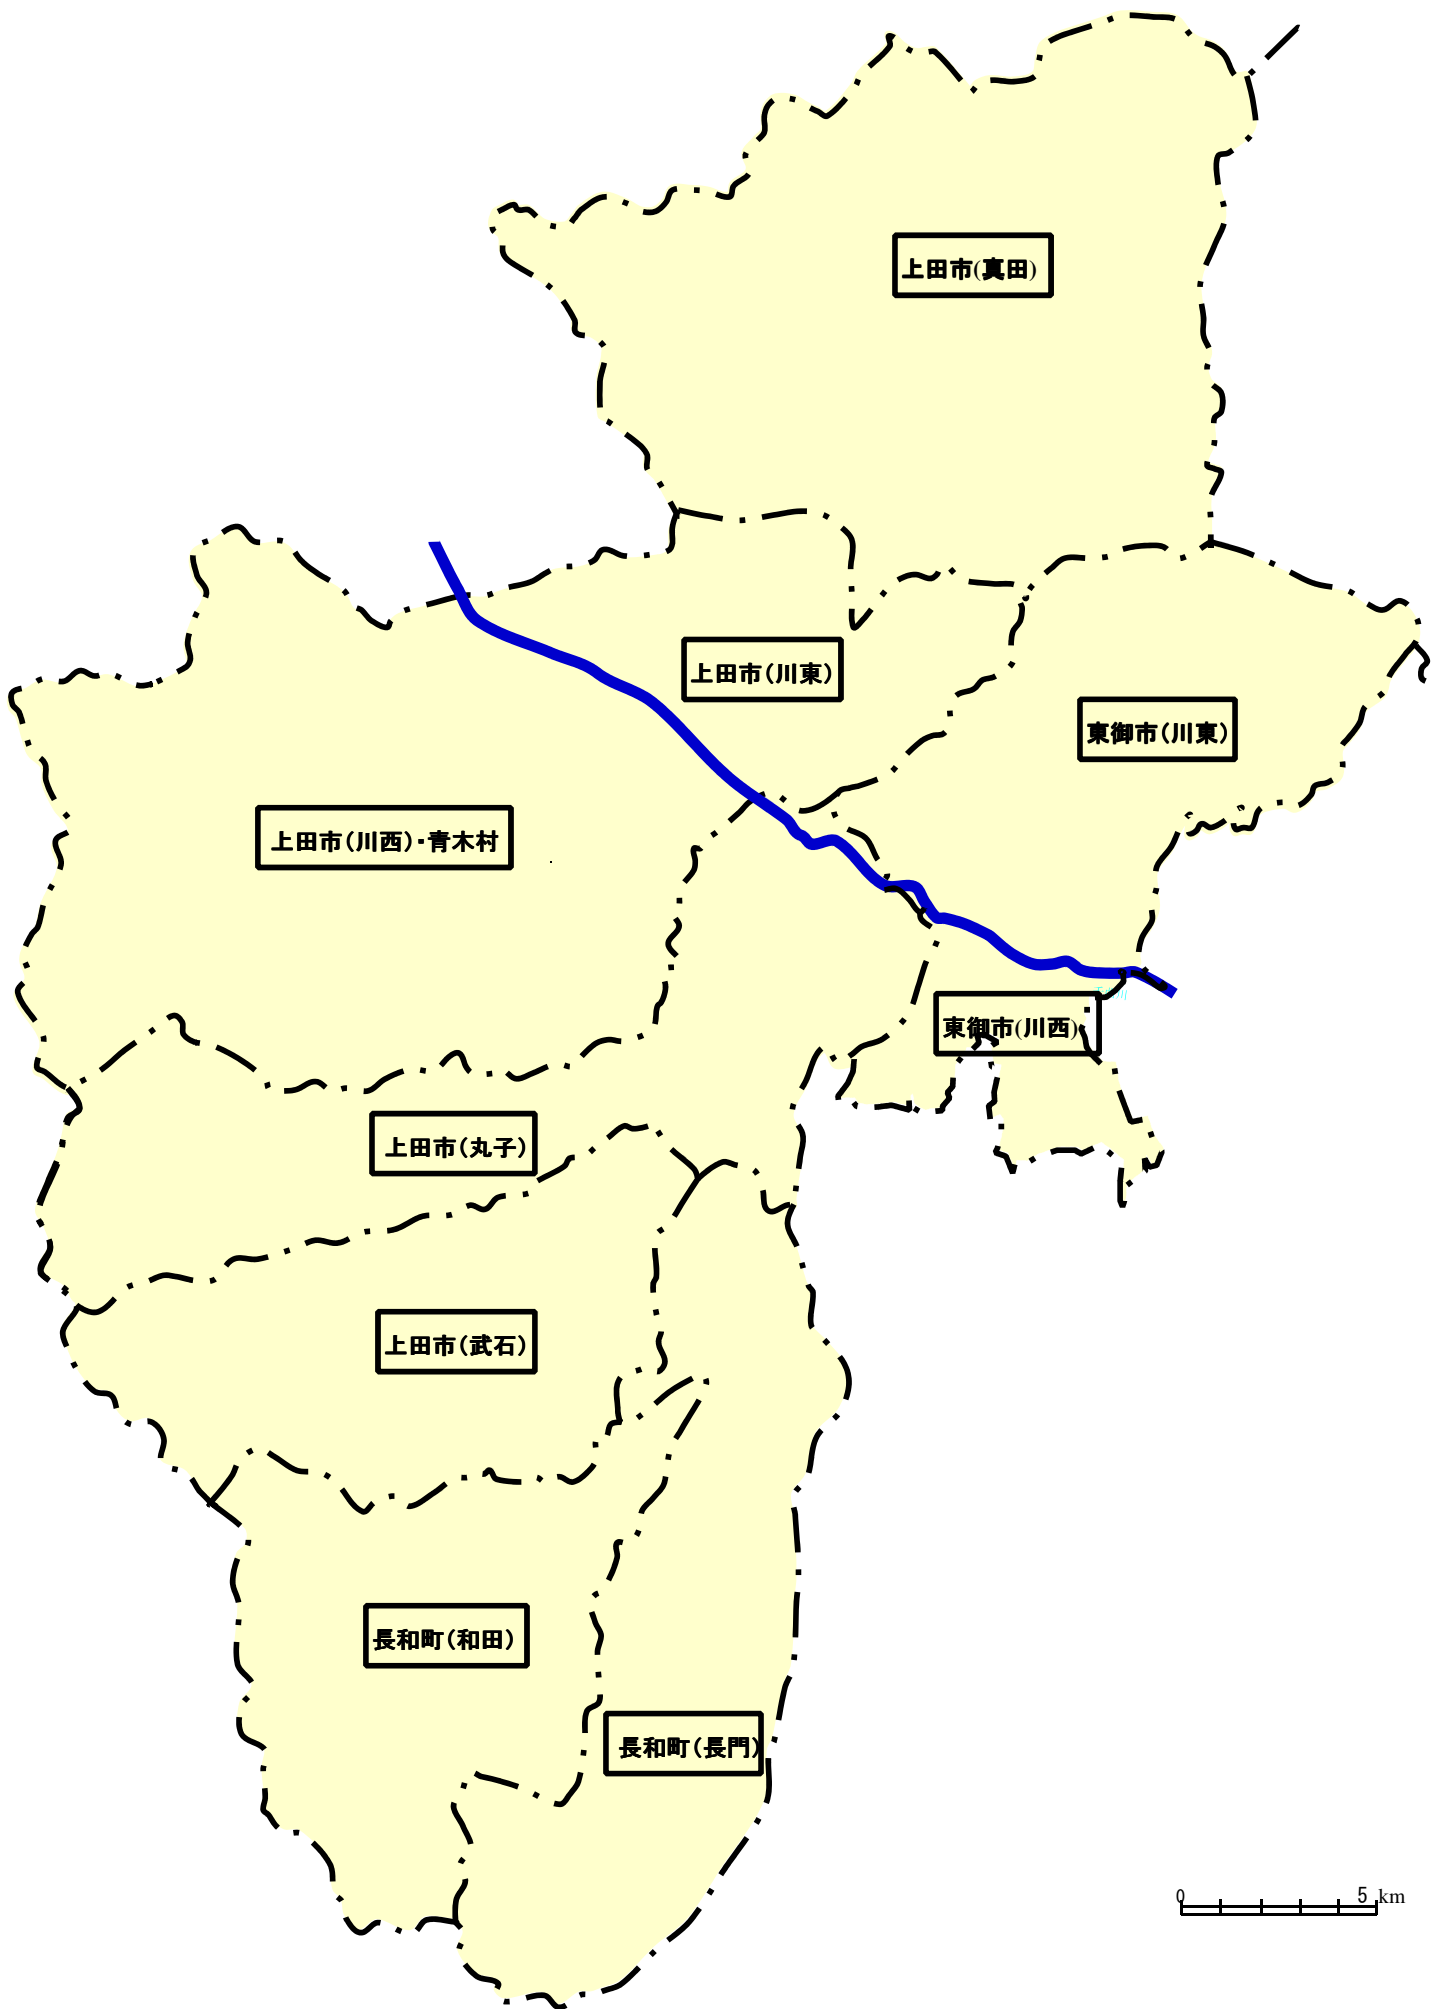 上田市(真田)
上田市(川東)
東御市(川東)
上田市(川西)・青木村
東御市(川西)
上田市(丸子)
上田市(武石)
長和町(和田)
長和町(長門)
0 5 km